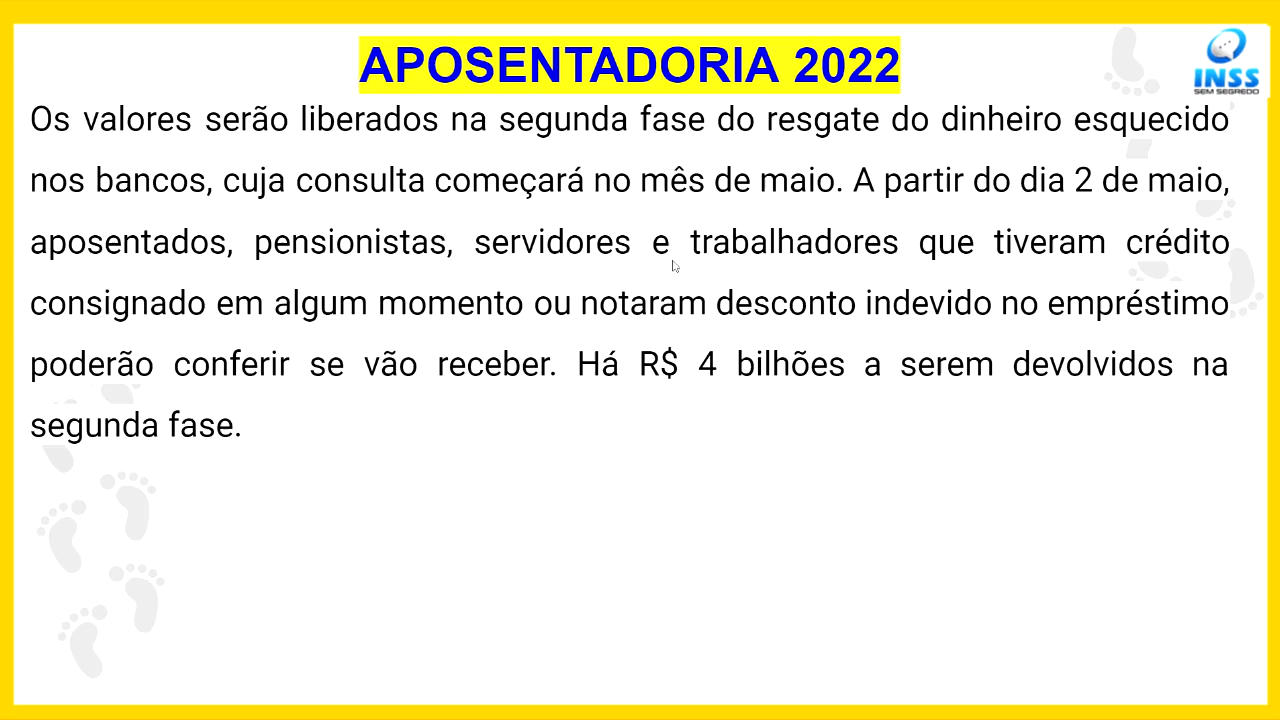 APOSENTADORIA 2022
INSS
SEM SEGREDO
Os valores serão liberados na segunda fase do resgate do dinheiro esquecido
nos bancos, cuja consulta começará no mês de maio. A partir do dia 2 de maio,
aposentados, pensionistas, servidores e trabalhadores que tiveram crédito
consignado em algum momento ou notaram desconto indevido no empréstimo
poderão conferir se vão receber. Há R$ 4 bilhões a serem devolvidos na
segunda fase.